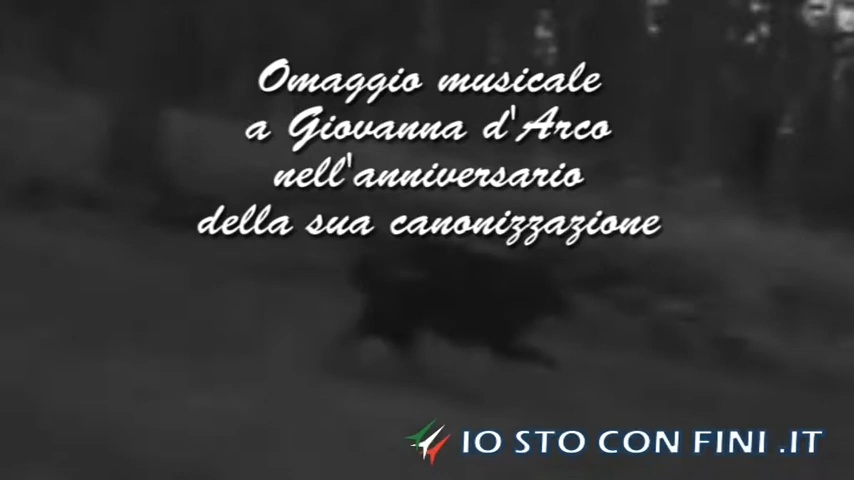 Omaggio musicale
a Giovanna d'Arco
nell'anniversario
della sua canonizzazione
IO STO CON FINI .IT